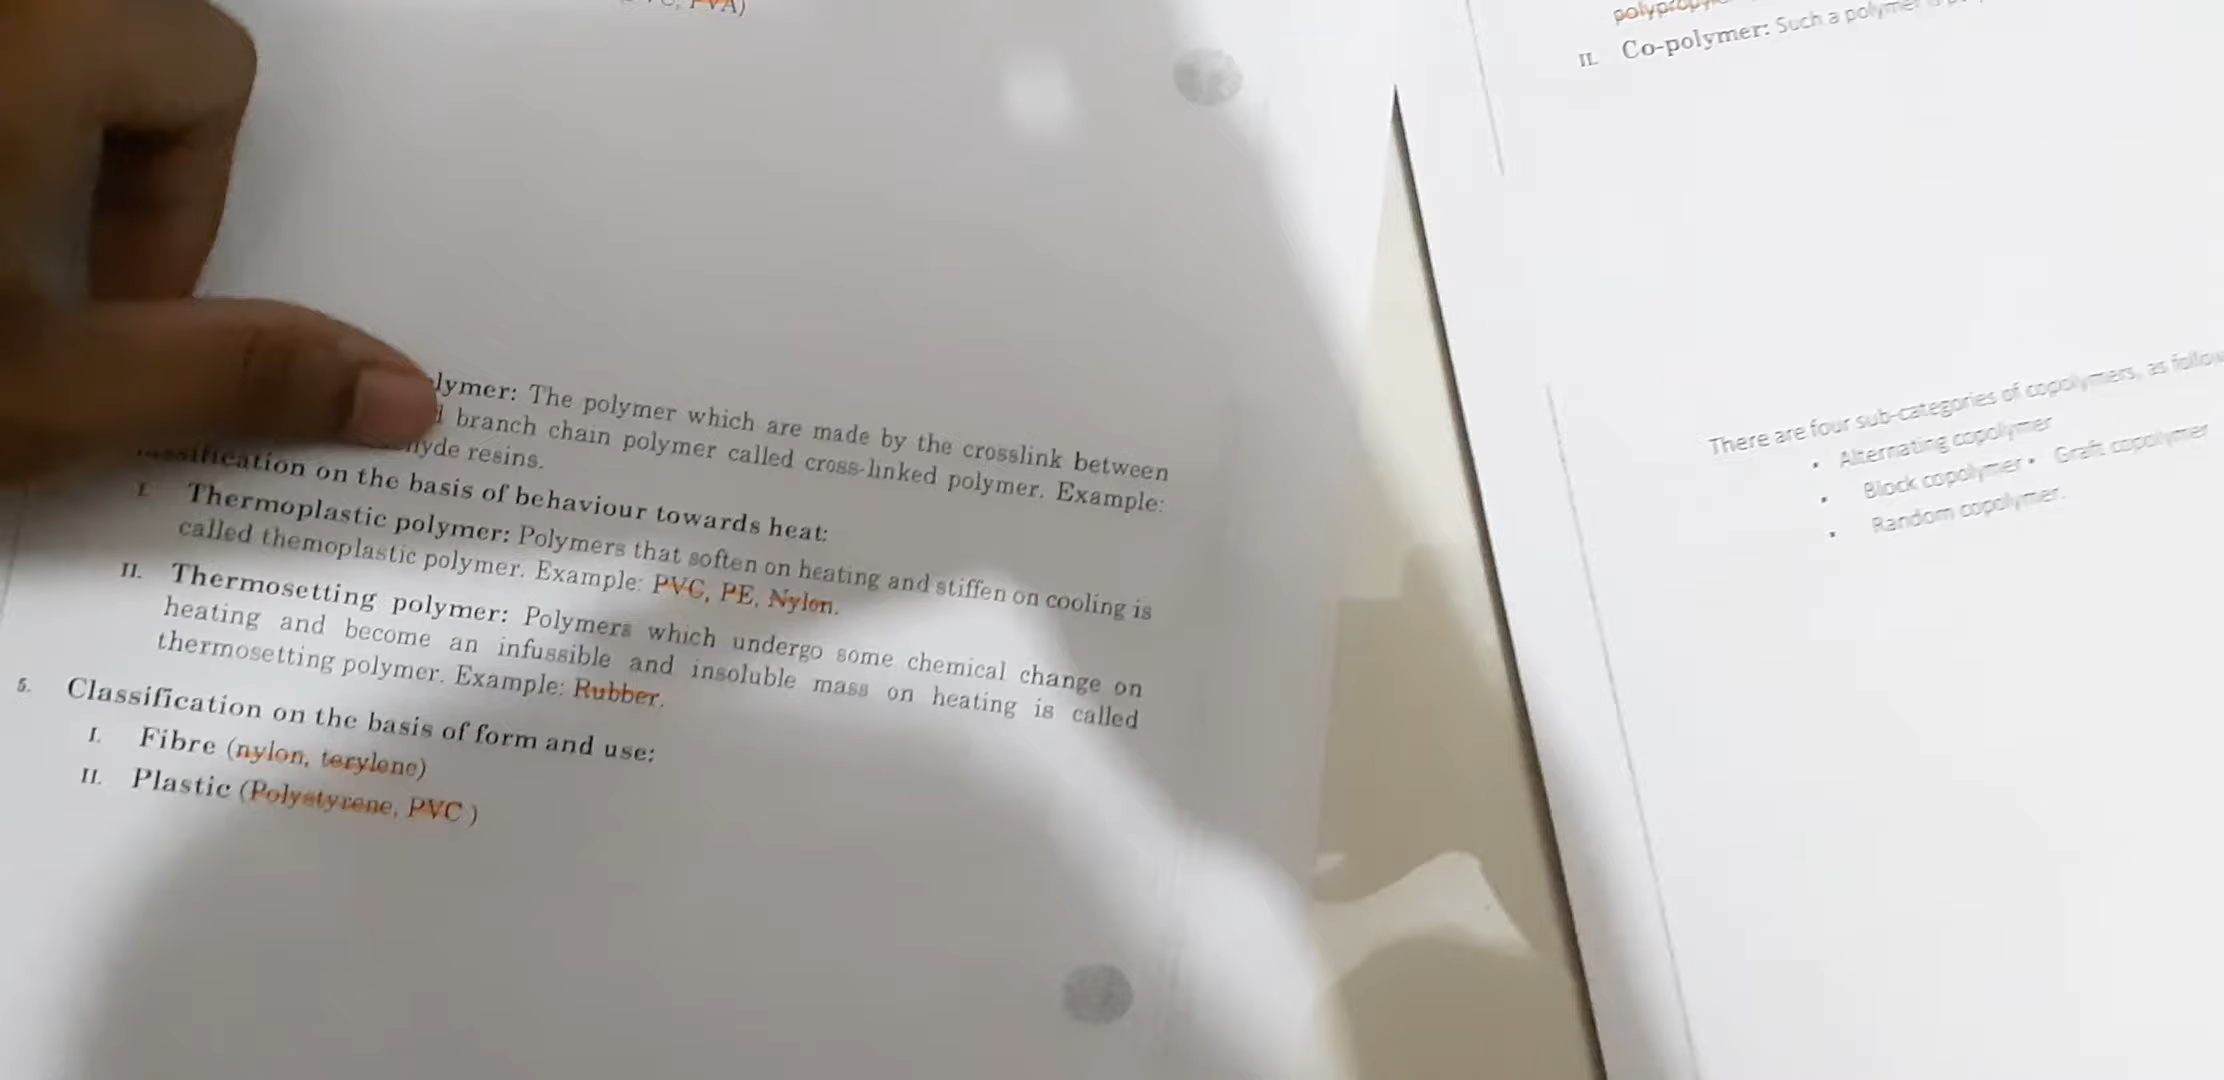 PVA)
lymer: The polymer which are made by the crosslink between
branch chain polymer called cross-linked polymer. Example:
hyde resins.
ssification on the basis of behaviour towards heat:
I. Thermoplastic polymer: Polymers that soften on heating and stiffen on cooling is
called themoplastic polymer. Example: PVC, PE, Nylon.
II. Thermosetting polymer: Polymers which undergo some chemical change on
heating and become an infussible and insoluble mass on heating is called
thermosetting polymer. Example: Rubber.
5. Classification on the basis of form and use:
I. Fibre (nylon, terylene)
II. Plastic (Polystyrene, PVC )
II. Co-polymer: Such a polymer
There are four sub-categories of copolymers, as follow
• Alternating copolymer
• Block copolymer • Graft copolymer
• Random copolymer.